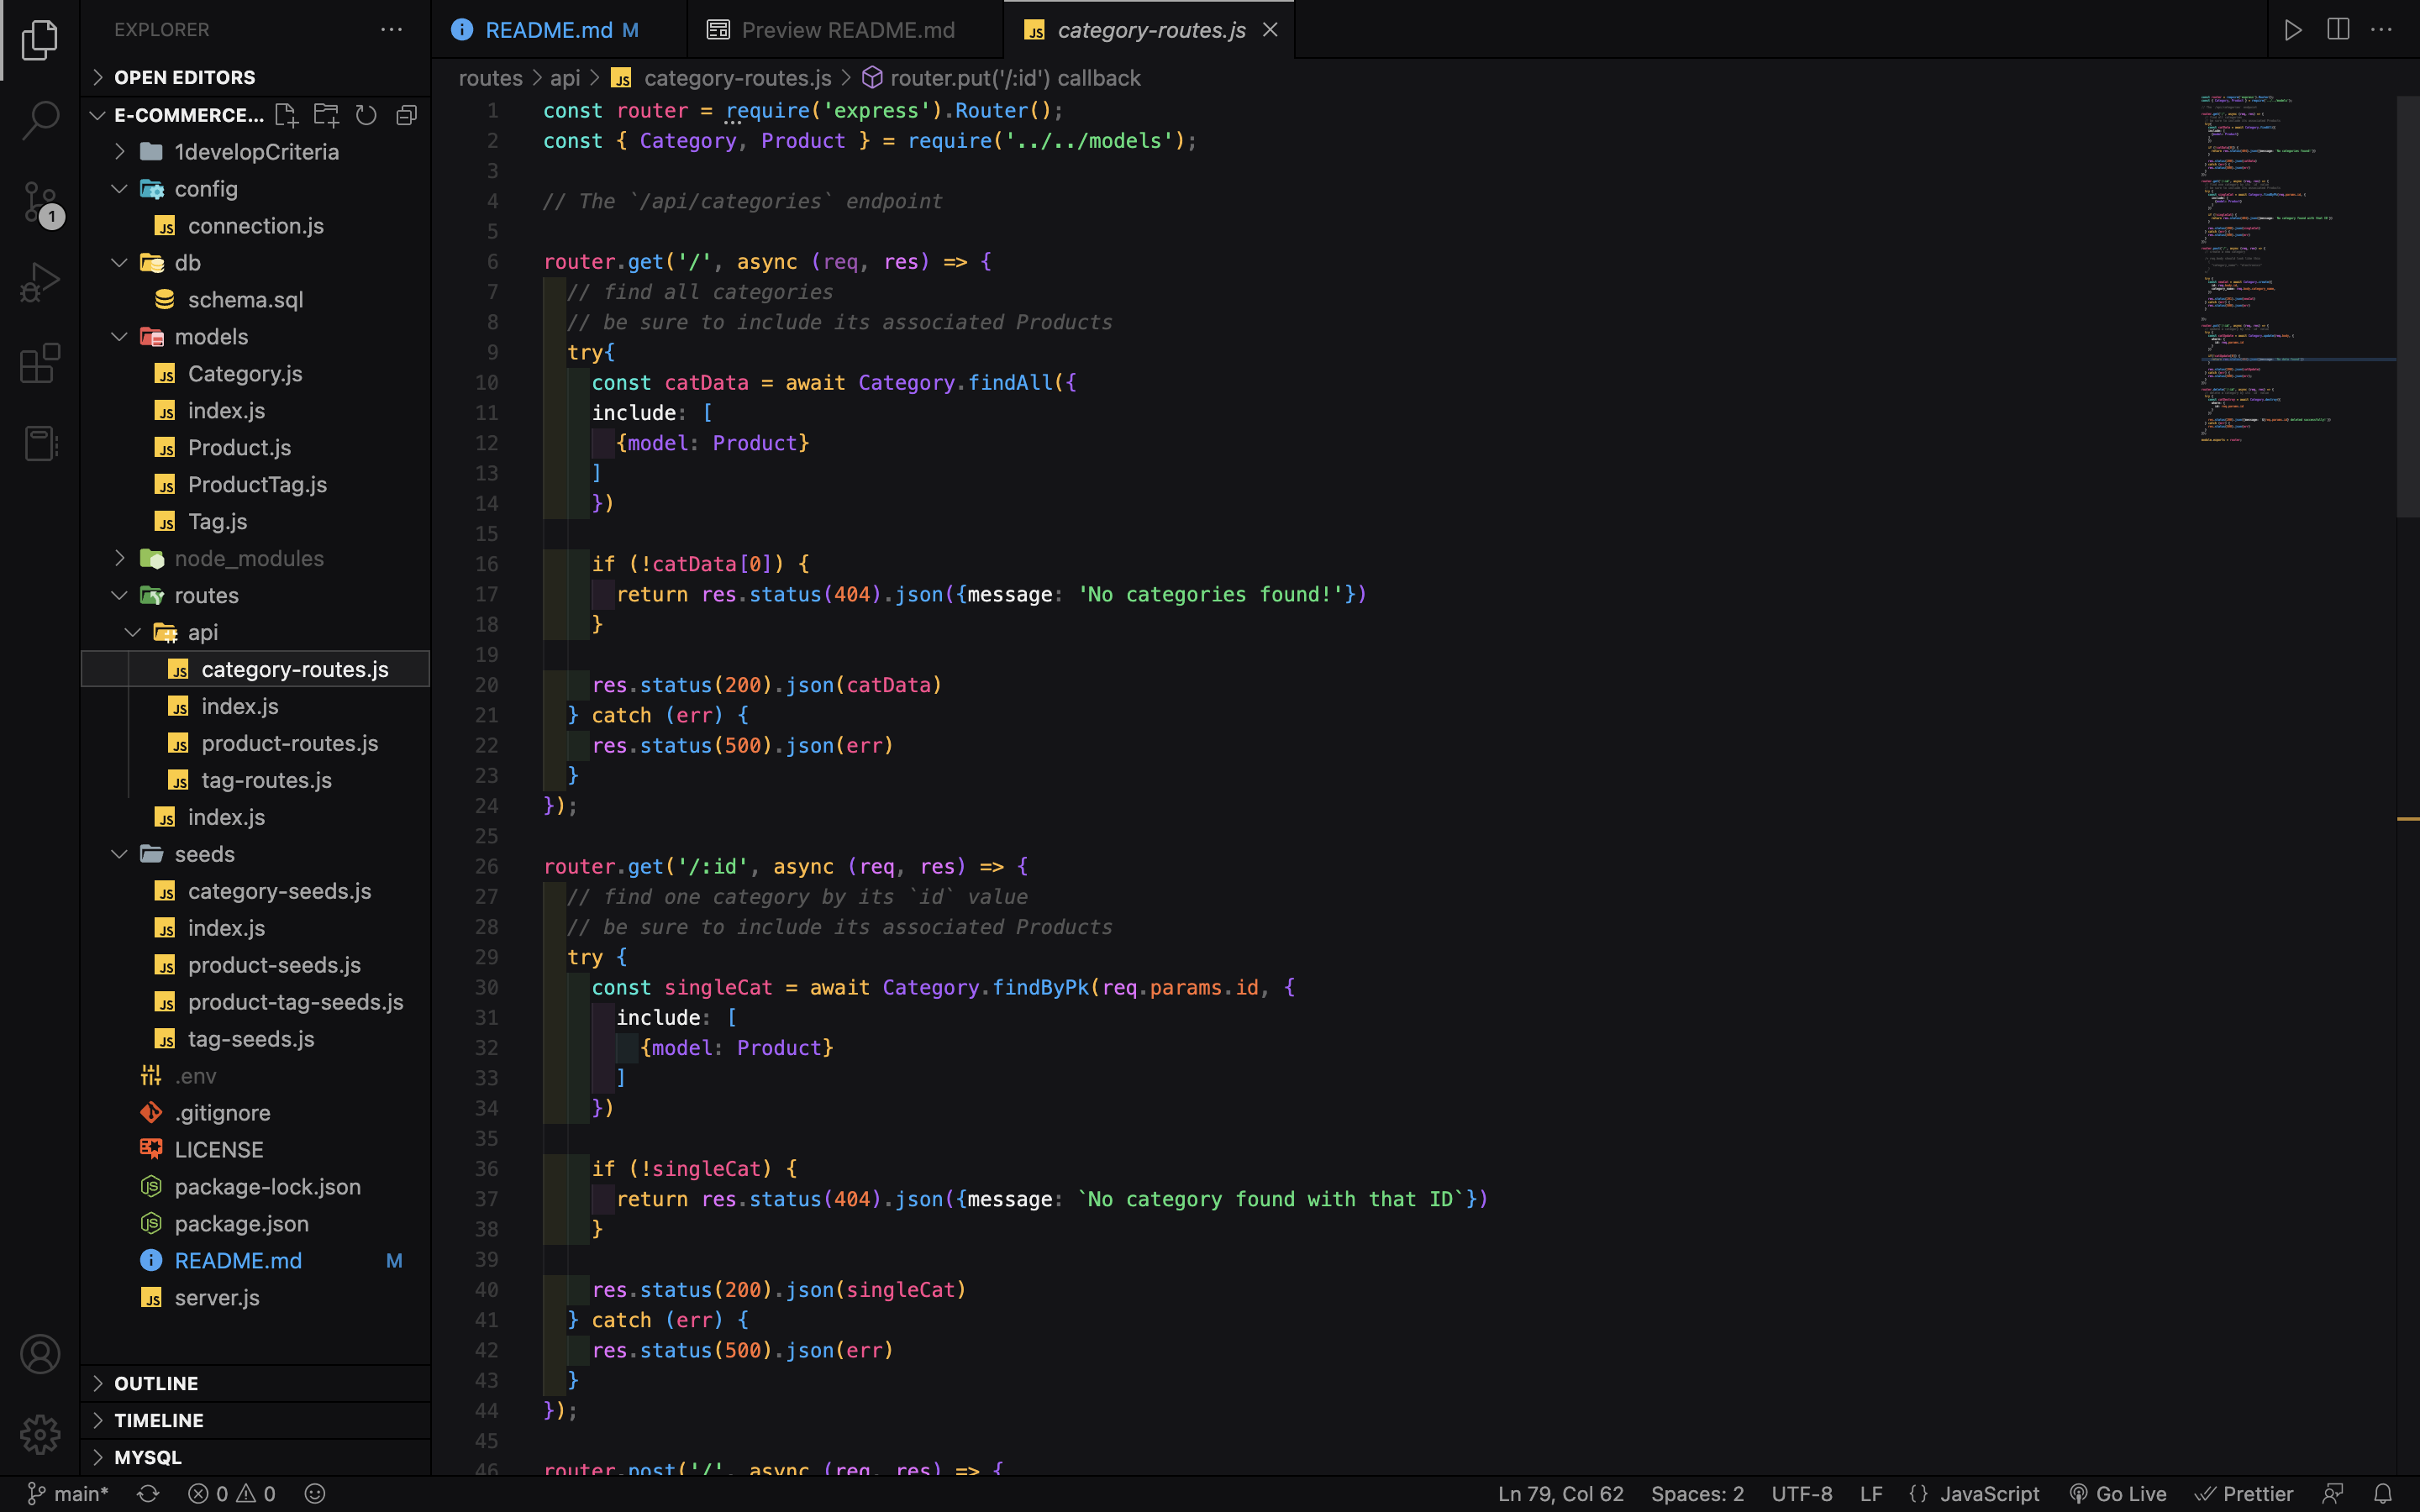 EXPLORER
OPEN EDITORS
E-COMMERCE...
1developCriteria
config
connection.js
db
schema.sql
models
Category.js
index.js
Product.js
ProductTag.js
Tag.js
node_modules
routes
api
category-routes.js
index.js
product-routes.js
tag-routes.js
index.js
seeds
category-seeds.js
index.js
product-seeds.js
product-tag-seeds.js
tag-seeds.js
.env
.gitignore
LICENSE
package-lock.json
package.json
README.md M
server.js
OUTLINE
TIMELINE
MYSQL
1
README.md M
Preview README.md
category-routes.js
routes > api > category-routes.js > router.put('/:id') callback
1 const router = require('express').Router();
2 const { Category, Product } = require('../../models');
3
4 // The `/api/categories` endpoint
5
6 router.get('/', async (req, res) => {
7 // find all categories
8 // be sure to include its associated Products
9 try{
10 const catData = await Category.findAll({
11 include: [
12 {model: Product}
13 ]
14 })
15
16 if (!catData[0]) {
17 return res.status(404).json({message: 'No categories found!'})
18 }
19
20 res.status(200).json(catData)
21 } catch (err) {
22 res.status(500).json(err)
23 }
24 });
25
26 router.get('/:id', async (req, res) => {
27 // find one category by its `id` value
28 // be sure to include its associated Products
29 try {
30 const singleCat = await Category.findByPk(req.params.id, {
31 include: [
32 {model: Product}
33 ]
34 })
35
36 if (!singleCat) {
37 return res.status(404).json({message: `No category found with that ID`})
38 }
39
40 res.status(200).json(singleCat)
41 } catch (err) {
42 res.status(500).json(err)
43 }
44 });
45
46 router.post('/', async (req, res) => {
main* 0 0
Ln 79, Col 62 Spaces: 2 UTF-8 LF {} JavaScript Go Live Prettier